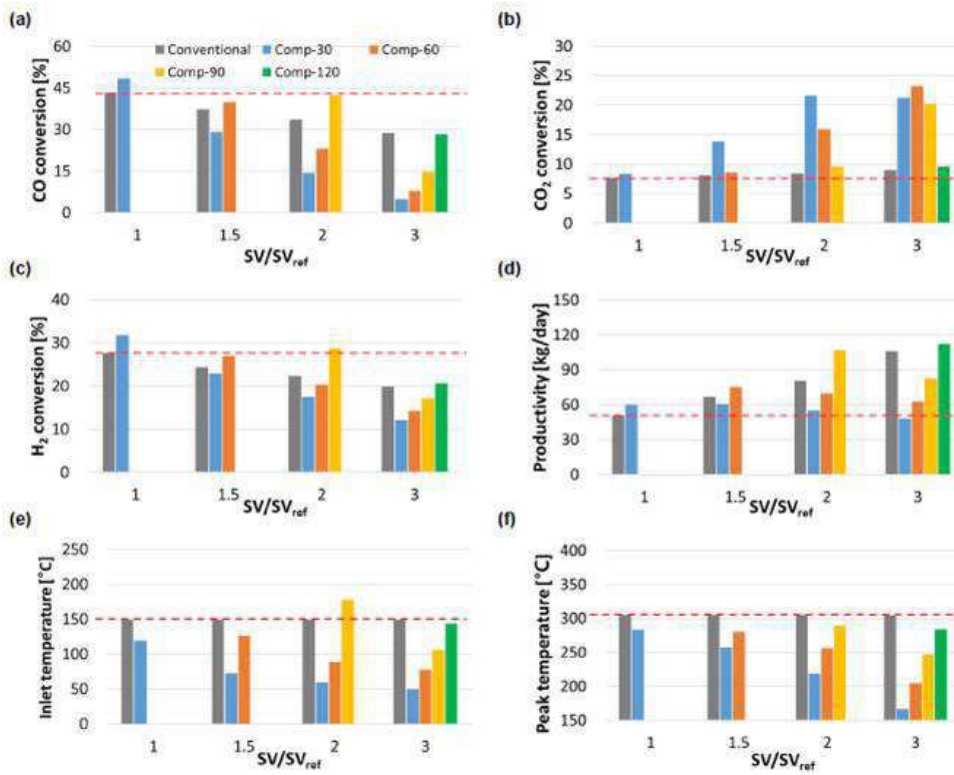 (a)
CO conversion [%]
60
45
30
15
0
Conventional Comp-30 Comp-60
Comp-90 Comp-120
1 1.5 2 3
SV/SVref
(b)
CO2 conversion [%]
30
25
20
15
10
5
0
1 1.5 2 3
SV/SVref
(c)
H2 conversion [%]
40
30
20
10
0
1 1.5 2 3
SV/SVref
(d)
Productivity [kg/day]
150
120
90
60
30
0
1 1.5 2 3
SV/SVref
(e)
Inlet temperature [°C]
250
200
150
100
50
0
1 1.5 2 3
SV/SVref
(f)
Peak temperature [°C]
400
350
300
250
200
150
1 1.5 2 3
SV/SVref